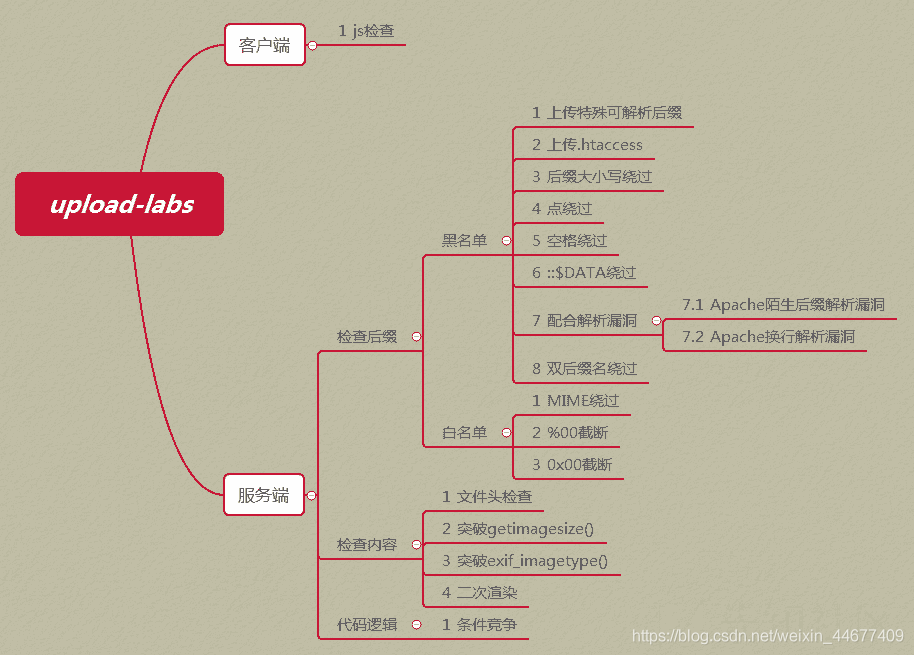 upload-labs
客户端
1 js检查
服务端
检查后缀
黑名单
1 上传特殊可解析后缀
2 上传.htaccess
3 后缀大小写绕过
4 点绕过
5 空格绕过
6 ::$DATA绕过
7 配合解析漏洞
7.1 Apache陌生后缀解析漏洞
7.2 Apache换行解析漏洞
8 双后缀名绕过
白名单
1 MIME绕过
2 %00截断
3 0x00截断
检查内容
1 文件头检查
2 突破getimagesize()
3 突破exif_imagetype()
4 二次渲染
代码逻辑
1 条件竞争
https://blog.csdn.net/weixin_44677409